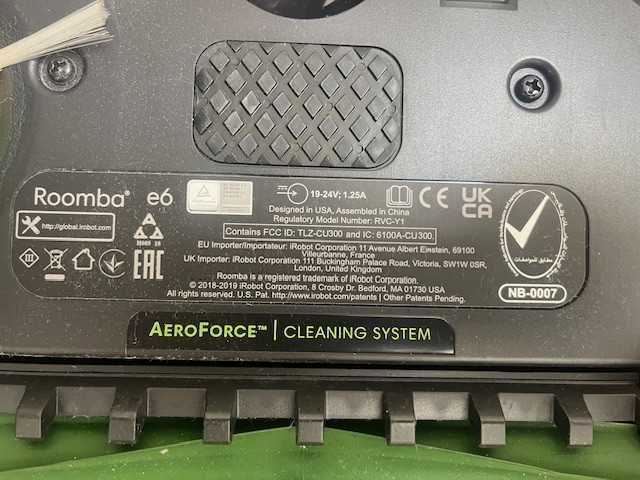 Roomba® e6
19-24V; 1.25A
Designed in USA, Assembled in China
Regulatory Model Number: RVC-Y1
http://global.irobot.com
Contains FCC ID: TLZ-CU300 and IC: 6100A-CU300.
EU Importer/Importateur: iRobot Corporation 11 Avenue Albert Einstein, 69100
Villeurbanne, France
UK Importer: iRobot Corporation 111 Buckingham Palace Road, Victoria, SW1W 0SR,
London, United Kingdom
Roomba is a registered trademark of iRobot Corporation.
© 2018-2019 iRobot Corporation, 8 Crosby Dr. Bedford, MA 01730 USA
All rights reserved. U.S. Pat. http://www.irobot.com/patents | Other Patents Pending.
CE UK
CA
EAC
III
مطابق للمواصفات
NB-0007
AEROFORCE™ | CLEANING SYSTEM